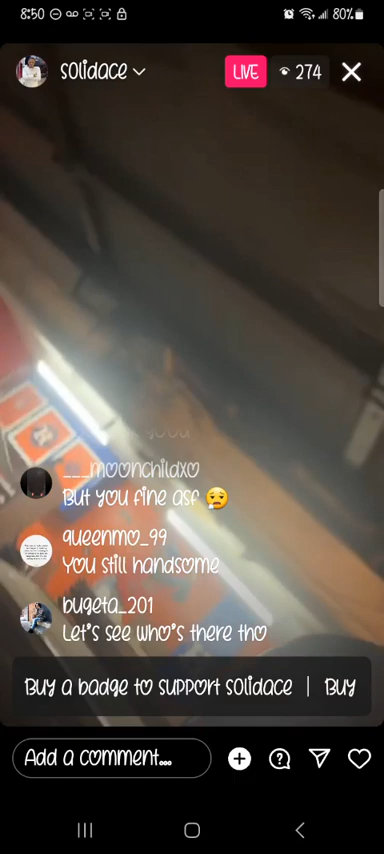 8:50
80%
solidace
LIVE
274
___moonchildxo
But you fine asf 😮‍💨
queenmo_99
You still handsome
bugeta_201
Let's see who's there tho
Buy a badge to support solidace | Buy
Add a comment...